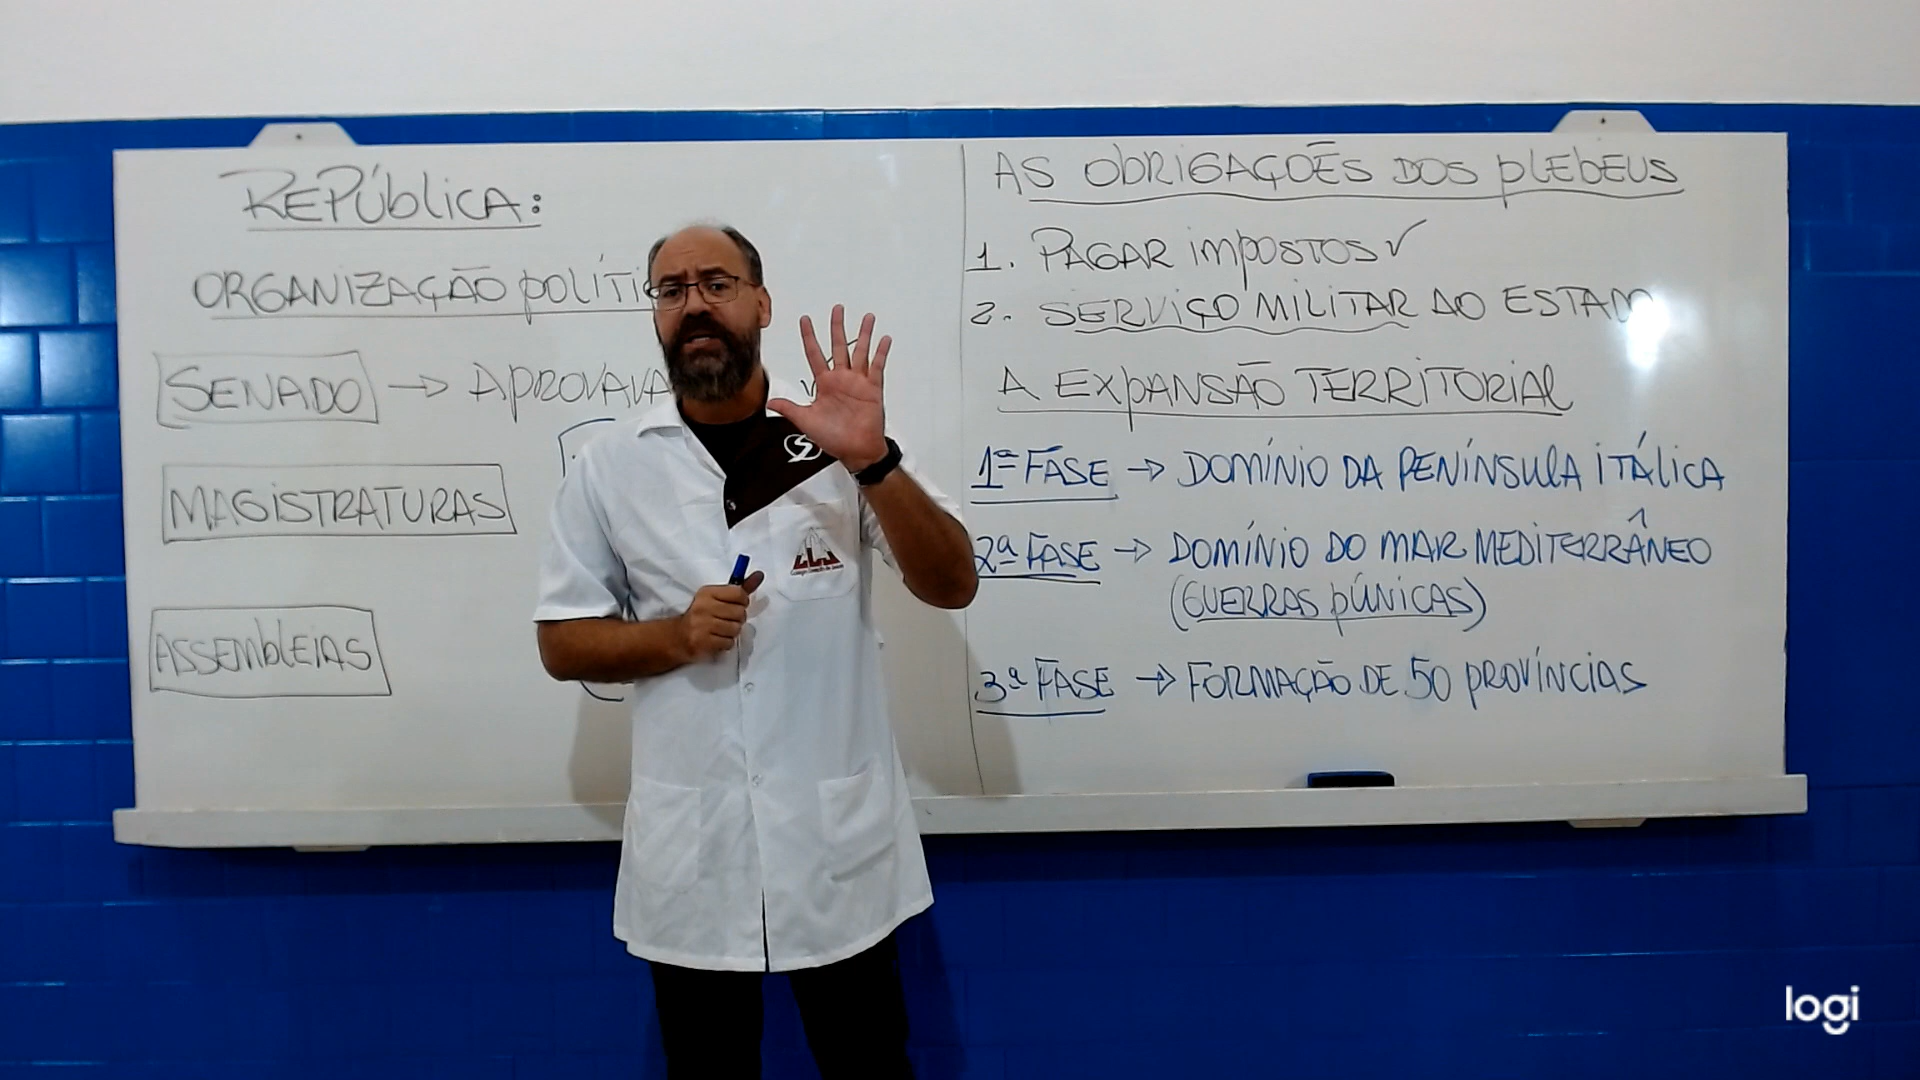 REPÚBLICA:
ORGANIZAÇÃO POLÍTI
SENADO → APROVAVA
MAGISTRATURAS
ASSEMBLEIAS
AS OBRIGAÇÕES DOS PLEBEUS
1. PAGAR IMPOSTOS ✓
2. SERVIÇO MILITAR AO ESTADO
A EXPANSÃO TERRITORIAL
1ª FASE → DOMÍNIO DA PENÍNSULA ITÁLICA
2ª FASE → DOMÍNIO DO MAR MEDITERRÂNEO
(GUERRAS PÚNICAS)
3ª FASE → FORMAÇÃO DE 50 PROVÍNCIAS
logi